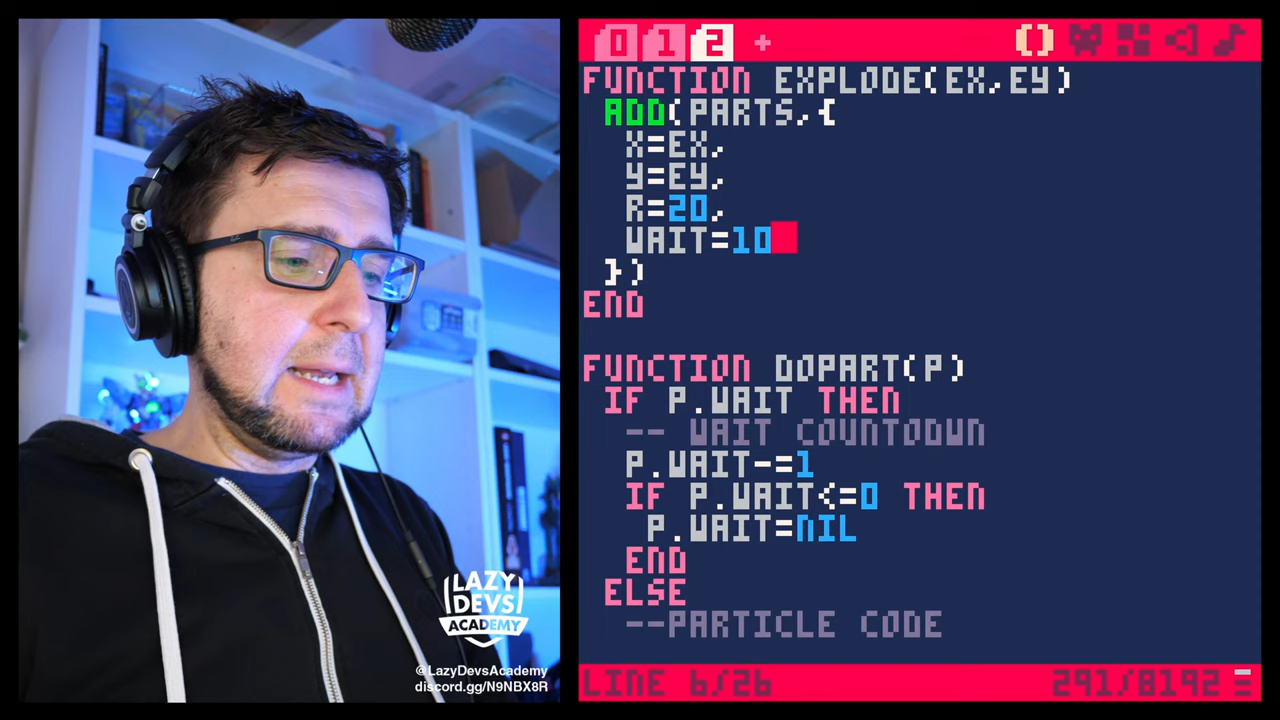 0 1 2 +
FUNCTION EXPLODE(EX,EY)
ADD(PARTS,{
X=EX,
Y=EY,
R=20,
WAIT=10
})
END
FUNCTION DOPART(P)
IF P.WAIT THEN
-- WAIT COUNTDOWN
P.WAIT-=1
IF P.WAIT<=0 THEN
P.WAIT=NIL
END
ELSE
--PARTICLE CODE
LINE 6/26
291/8192
LAZY
DEVS
ACADEMY
@LazyDevsAcademy
discord.gg/N9NBX8R